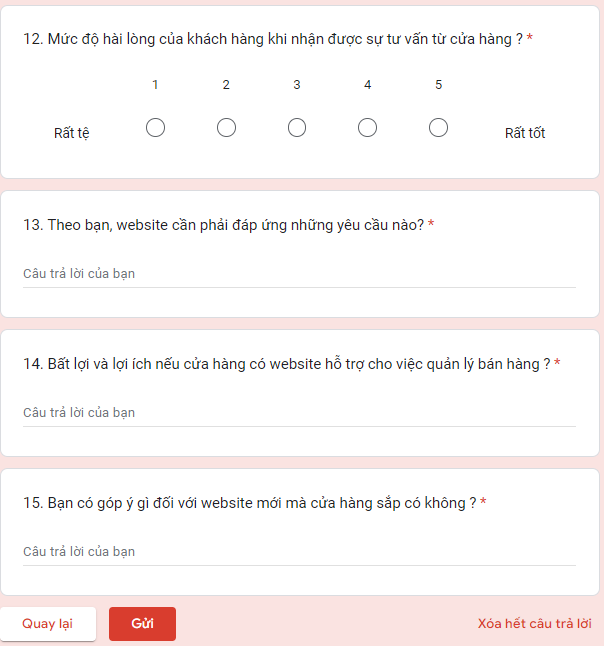 12. Mức độ hài lòng của khách hàng khi nhận được sự tư vấn từ cửa hàng ? *
1 2 3 4 5
Rất tệ Rất tốt
13. Theo bạn, website cần phải đáp ứng những yêu cầu nào? *
Câu trả lời của bạn
14. Bất lợi và lợi ích nếu cửa hàng có website hỗ trợ cho việc quản lý bán hàng ? *
Câu trả lời của bạn
15. Bạn có góp ý gì đối với website mới mà cửa hàng sắp có không ? *
Câu trả lời của bạn
Quay lại Gửi Xóa hết câu trả lời